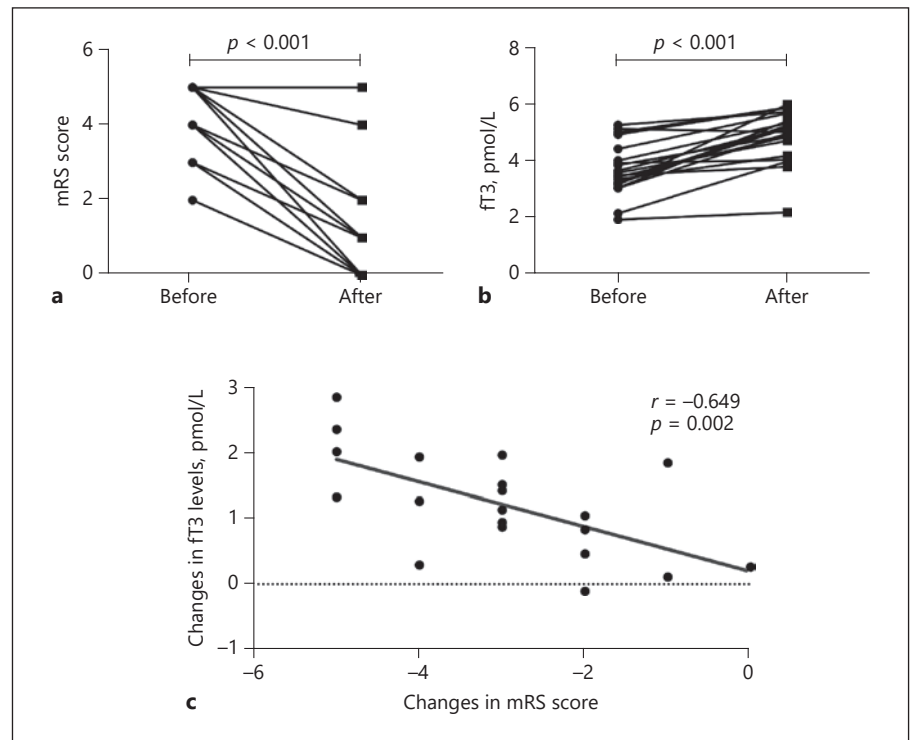 p < 0.001
6
4
2
0
mRS score
Before
After
a
p < 0.001
8
6
4
2
0
fT3, pmol/L
Before
After
b
3
2
1
0
–1
Changes in fT3 levels, pmol/L
r = –0.649
p = 0.002
–6
–4
–2
0
Changes in mRS score
c